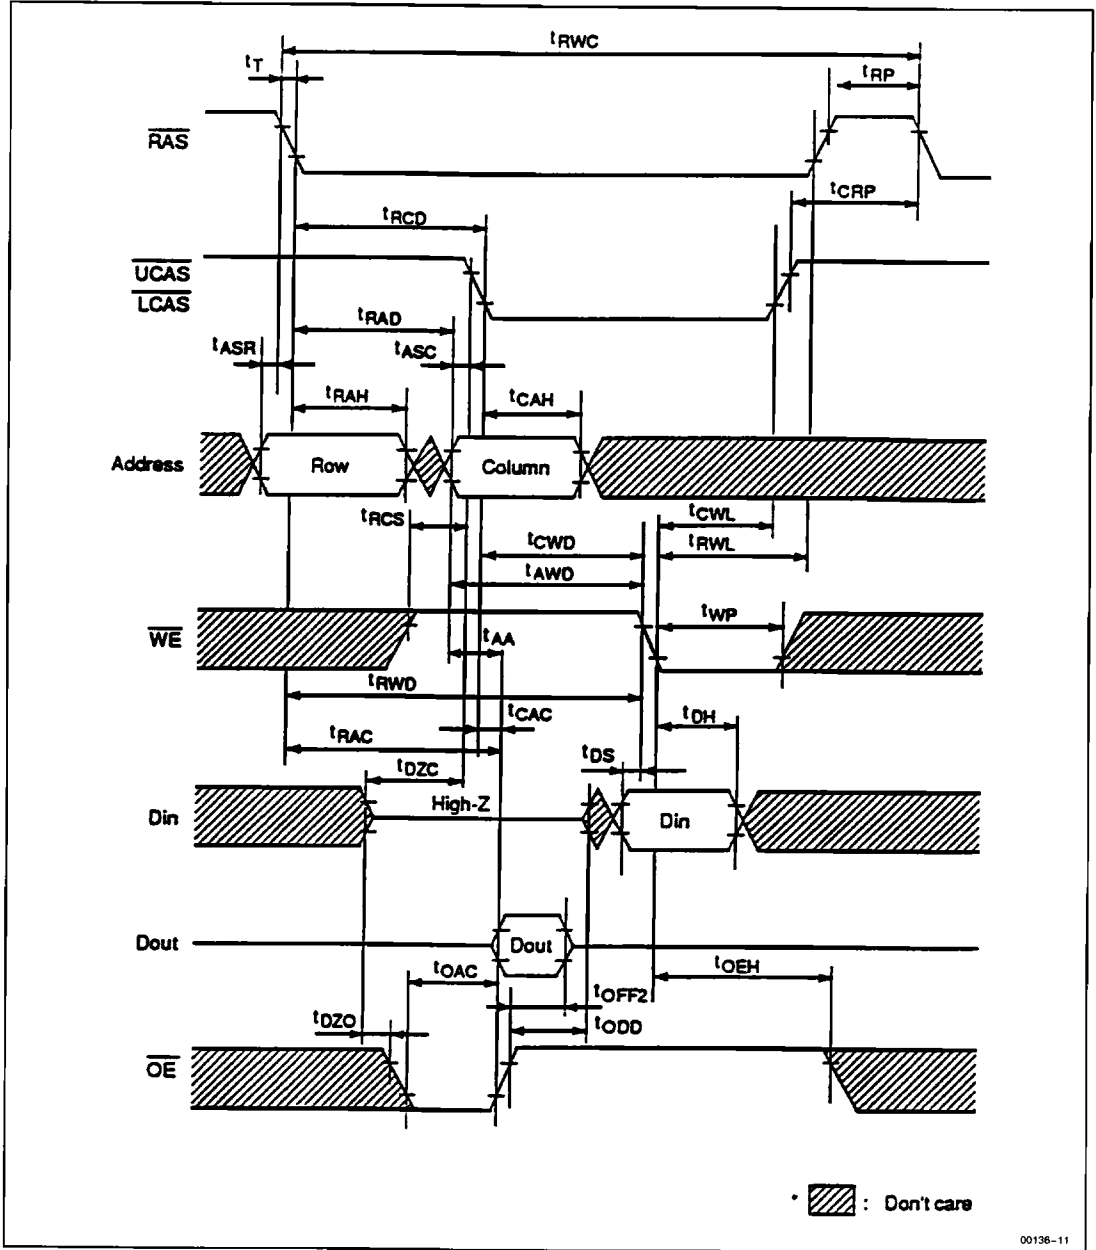 tRWC
tT
tRP
RAS
tCRP
tRCD
UCAS
LCAS
tRAD
tASR
tASC
tRAH
tCAH
Address
Row
Column
tRCS
tCWL
tCWD
tRWL
tAWD
WE
tWP
tAA
tRWD
tCAC
tDH
tRAC
tDS
tDZC
High-Z
Din
Din
Dout
Dout
tOEH
tOAC
tOFF2
tDZO
tODD
OE
* : Don't care
00136-11